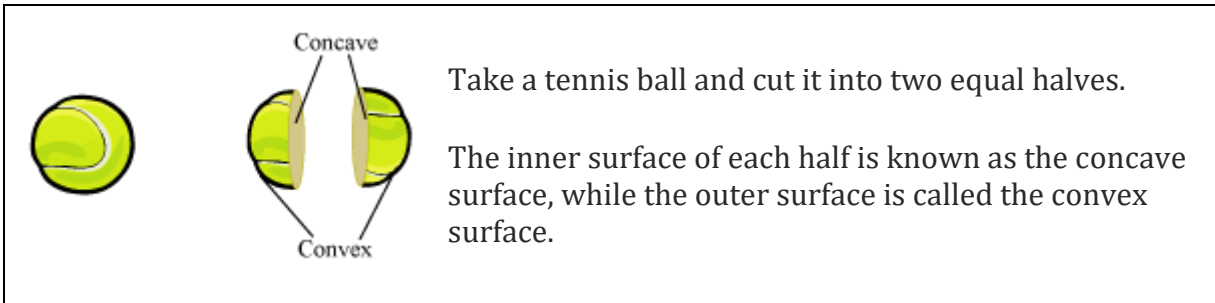 Concave
Take a tennis ball and cut it into two equal halves.
The inner surface of each half is known as the concave
surface, while the outer surface is called the convex
surface.
Convex